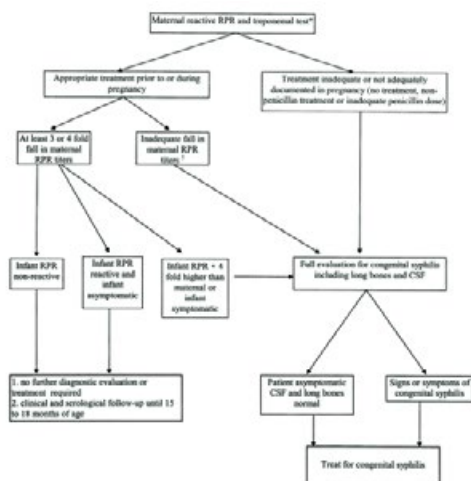 Maternal reactive RPR and treponemal test*
Appropriate treatment prior to or during
pregnancy
Treatment inadequate or not adequately
documented in pregnancy (no treatment, non-
penicillin treatment or inadequate penicillin dose)
At least 3 or 4 fold
fall in maternal RPR
titers
Inadequate fall in
maternal RPR
titers
Infant RPR
non-reactive
Infant RPR
reactive and
infant
asymptomatic
Infant RPR
4
fold higher than
maternal or
infant
symptomatic
Full evaluation for congenital syphilis
including long bones and CSF
1. no further diagnostic evaluation or
treatment required
2. clinical and serological follow-up until 15
to 18 months of age
Patient asymptomatic
CSF and long bones
normal
Signs or symptoms of
congenital syphilis
Treat for congenital syphilis